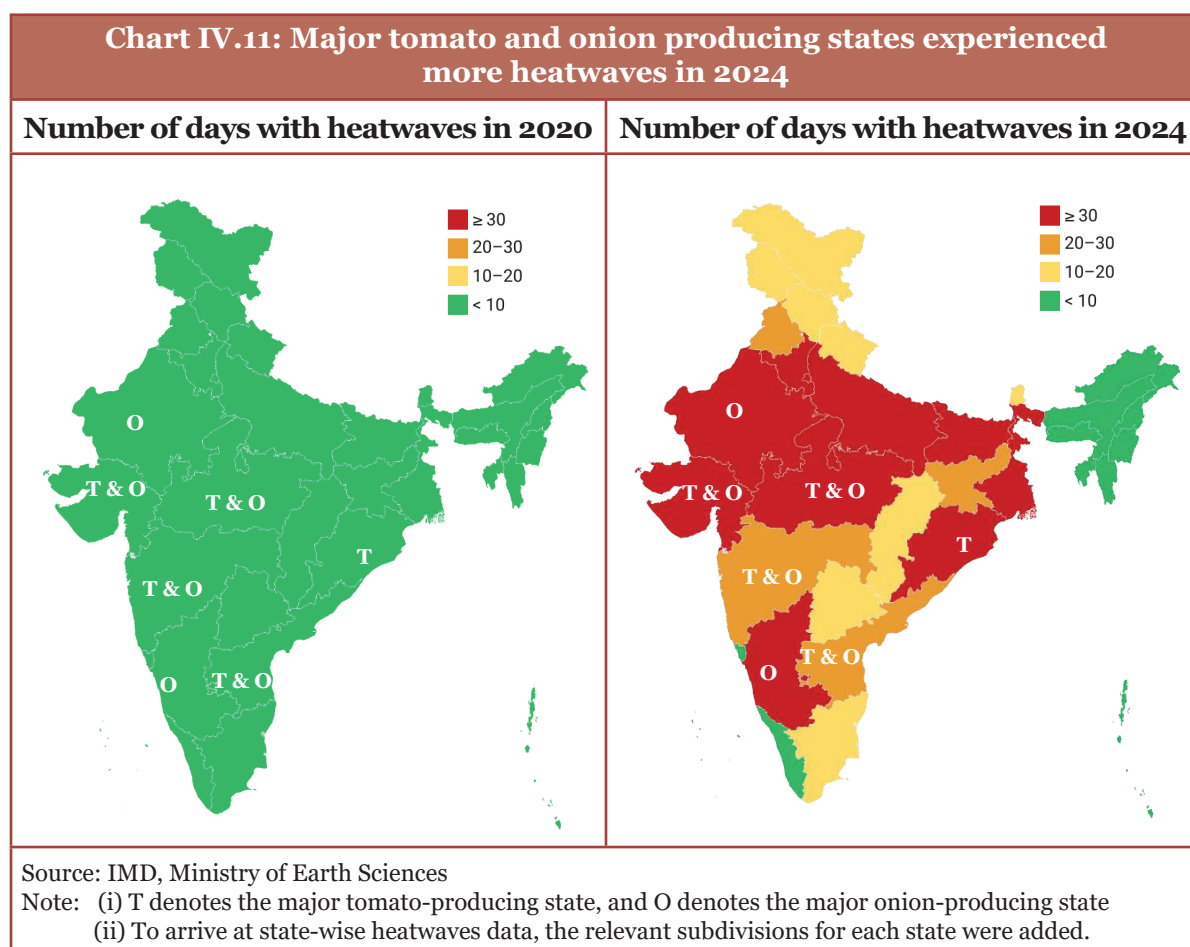 Chart IV.11: Major tomato and onion producing states experienced
more heatwaves in 2024
Number of days with heatwaves in 2020
≥ 30
20–30
10–20
< 10
O
T & O
T & O
T
T & O
O
T & O
Number of days with heatwaves in 2024
≥ 30
20–30
10–20
< 10
O
T & O
T & O
T
T & O
O
T & O
Source: IMD, Ministry of Earth Sciences
Note: (i) T denotes the major tomato-producing state, and O denotes the major onion-producing state
(ii) To arrive at state-wise heatwaves data, the relevant subdivisions for each state were added.